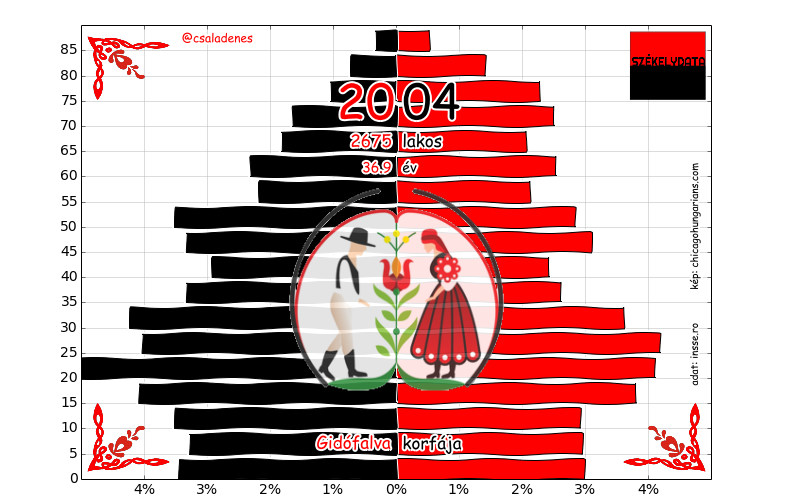 @csaladenes
SZÉKELYDATA
2004
2675 lakos
36.9 év
kép: chicagohungarians.com
adat: insse.ro
Gidófalva korfája
85
80
75
70
65
60
55
50
45
40
35
30
25
20
15
10
5
0
4% 3% 2% 1% 0% 1% 2% 3% 4%